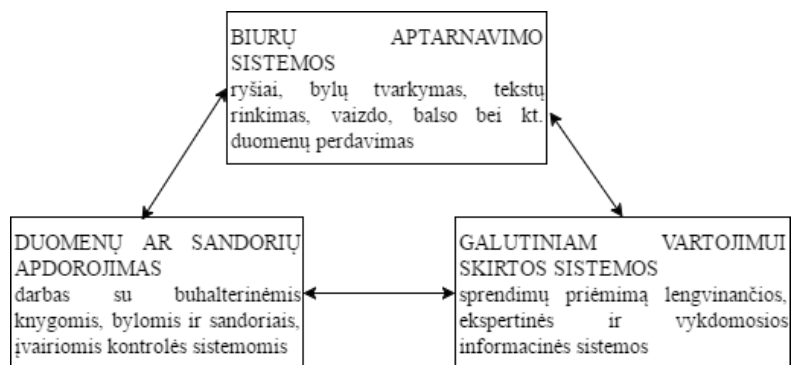 BIURŲ APTARNAVIMO
SISTEMOS
ryšiai, bylų tvarkymas, tekstų
rinkimas, vaizdo, balso bei kt.
duomenų perdavimas
DUOMENŲ AR SANDORIŲ
APDOROJIMAS
darbas su buhalterinėmis
knygomis, bylomis ir sandoriais,
įvairiomis kontrolės sistemomis
GALUTINIAM VARTOJIMUI
SKIRTOS SISTEMOS
sprendimų priėmimą lengvinančios,
ekspertinės ir vykdomosios
informacinės sistemos